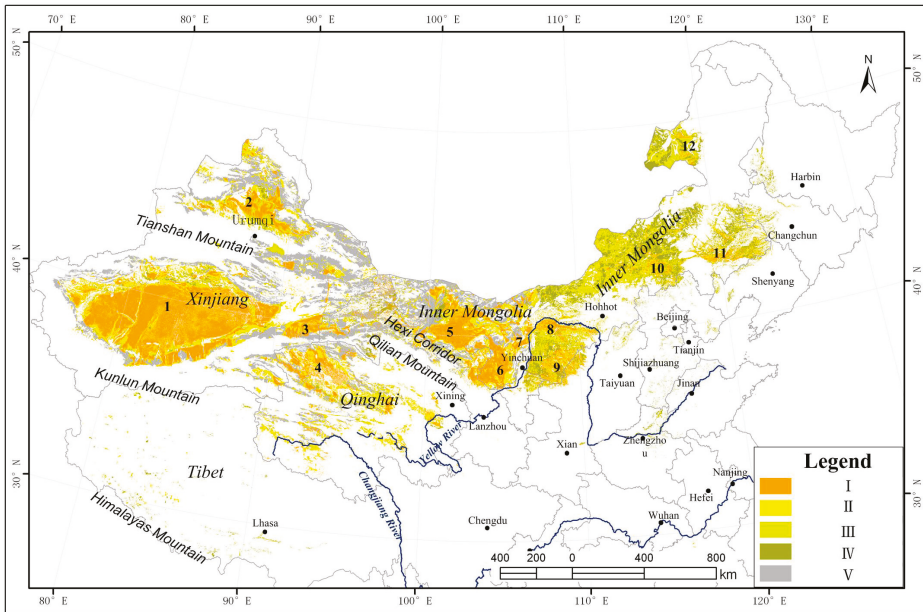 70° E
80° E
90° E
100° E
110° E
120° E
130° E
50° N
50° N
N
12
Harbin
2
Urumqi
Tianshan Mountain
Changchun
Inner Mongolia
11
10
Shenyang
40° N
40° N
Xinjiang
1
3
Inner Mongolia
5
Hohhot
Beijing
Tianjin
Hexi Corridor
7
8
Qilian Mountain
4
6
Yinchuan
9
Shijiazhuang
Taiyuan
Jinan
Kunlun Mountain
Qinghai
Xining
Lanzhou
Yellow River
Xian
Zhengzho
u
Tibet
30° N
30° N
Changjiang River
Nanjing
Hefei
Himalayas Mountain
Lhasa
Chengdu
Wuhan
Legend
I
II
III
IV
V
400 200 0 400 800
km
80° E
90° E
100° E
110° E
120° E